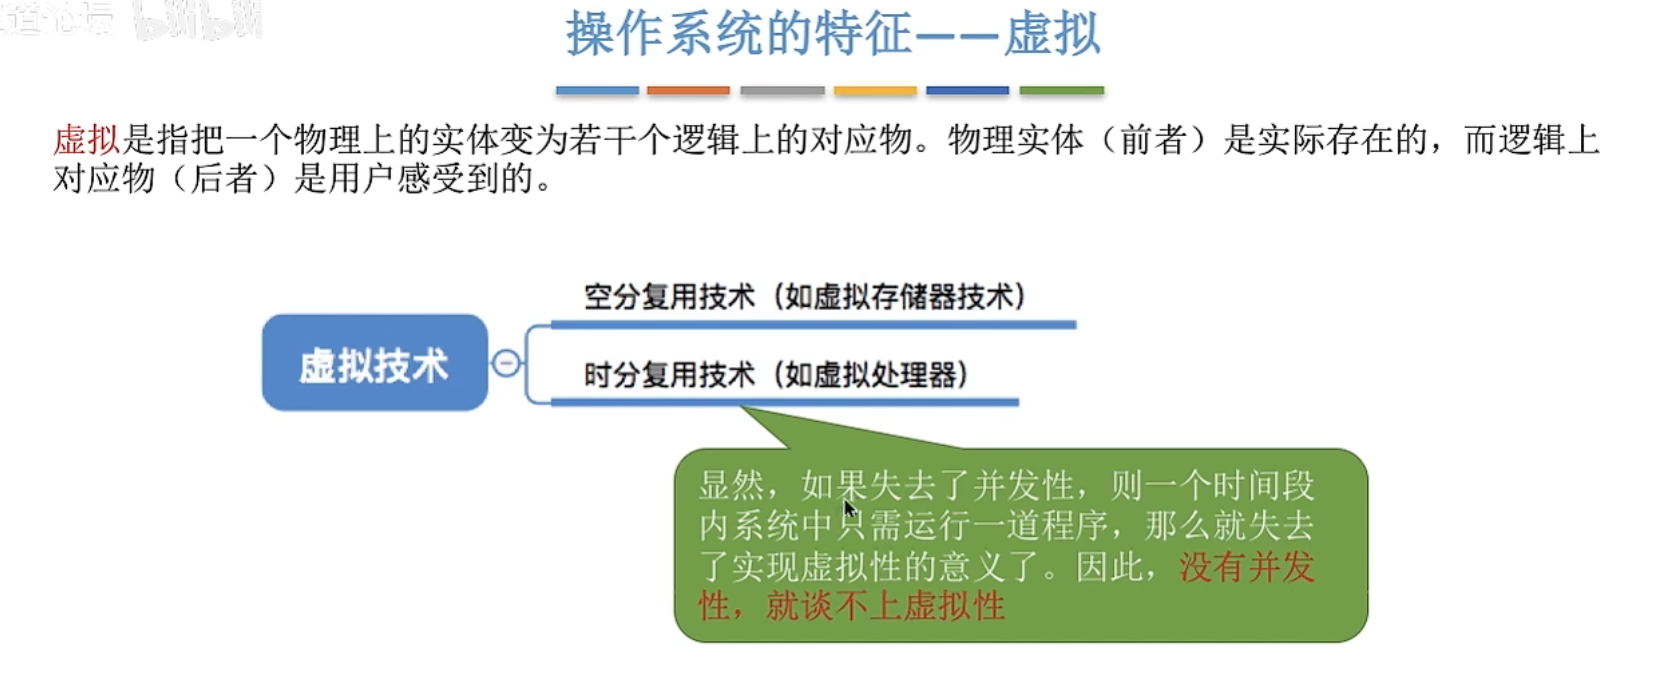 道论坛 bilibili
操作系统的特征——虚拟
虚拟是指把一个物理上的实体变为若干个逻辑上的对应物。物理实体（前者）是实际存在的，而逻辑上
对应物（后者）是用户感受到的。
空分复用技术（如虚拟存储器技术）
虚拟技术
时分复用技术（如虚拟处理器）
显然，如果失去了并发性，则一个时间段
内系统中只需运行一道程序，那么就失去
了实现虚拟性的意义了。因此，没有并发
性，就谈不上虚拟性